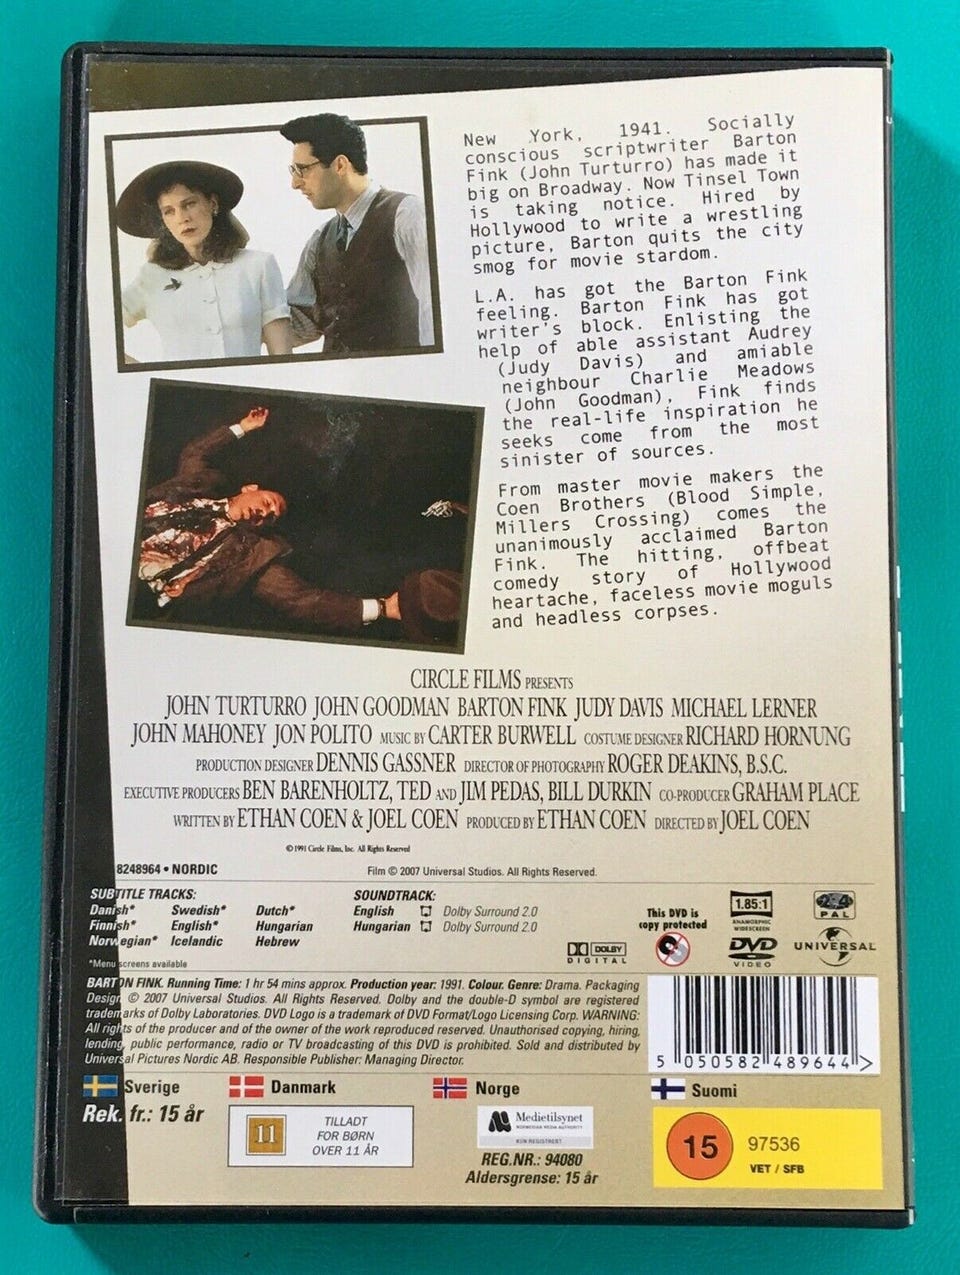 New York, 1941. Socially
conscious scriptwriter Barton
Fink (John Turturro) has made it
big on Broadway. Now Tinsel Town
is taking notice. Hired by
Hollywood to write a wrestling
picture, Barton quits the city
smog for movie stardom.
L.A. has got the Barton Fink
feeling. Barton Fink has got
writer's block. Enlisting the
help of able assistant Audrey
(Judy Davis) and amiable
neighbour Charlie Meadows
(John Goodman), Fink finds
the real-life inspiration he
seeks come from the most
sinister of sources.
From master movie makers the
Coen Brothers (Blood Simple,
Millers Crossing) comes the
unanimously acclaimed Barton
Fink. The hitting, offbeat
comedy story of Hollywood
heartache, faceless movie moguls
and headless corpses.
CIRCLE FILMS PRESENTS
JOHN TURTURRO JOHN GOODMAN BARTON FINK JUDY DAVIS MICHAEL LERNER
JOHN MAHONEY JON POLITO MUSIC BY CARTER BURWELL COSTUME DESIGNER RICHARD HORNUNG
PRODUCTION DESIGNER DENNIS GASSNER DIRECTOR OF PHOTOGRAPHY ROGER DEAKINS, B.S.C.
EXECUTIVE PRODUCERS BEN BARENHOLTZ, TED AND JIM PEDAS, BILL DURKIN CO-PRODUCER GRAHAM PLACE
WRITTEN BY ETHAN COEN & JOEL COEN PRODUCED BY ETHAN COEN DIRECTED BY JOEL COEN
© 1991 Circle Films, Inc. All Rights Reserved
8248964 • NORDIC Film © 2007 Universal Studios. All Rights Reserved.
SUBTITLE TRACKS: SOUNDTRACK:
Danish* Swedish* Dutch* English Dolby Surround 2.0
Finnish* English* Hungarian Hungarian Dolby Surround 2.0
Norwegian* Icelandic Hebrew
*Menu screens available
DOLBY
DIGITAL
This DVD is
copy protected
1.85:1
ANAMORPHIC
WIDESCREEN
DVD
VIDEO
2 4
PAL
UNIVERSAL
BARTON FINK. Running Time: 1 hr 54 mins approx. Production year: 1991. Colour. Genre: Drama. Packaging
Design © 2007 Universal Studios. All Rights Reserved. Dolby and the double-D symbol are registered
trademarks of Dolby Laboratories. DVD Logo is a trademark of DVD Format/Logo Licensing Corp. WARNING:
All rights of the producer and of the owner of the work reproduced reserved. Unauthorised copying, hiring,
lending, public performance, radio or TV broadcasting of this DVD is prohibited. Sold and distributed by
Universal Pictures Nordic AB. Responsible Publisher: Managing Director.
5 050582 489644 >
Sverige Danmark Norge Suomi
Rek. fr.: 15 år
11
TILLADT
FOR BØRN
OVER 11 ÅR
Medietilsynet
NORWEGIAN MEDIA AUTHORITY
KUN REGISTRERT
REG.NR.: 94080
Aldersgrense: 15 år
15
97536
VET / SFB